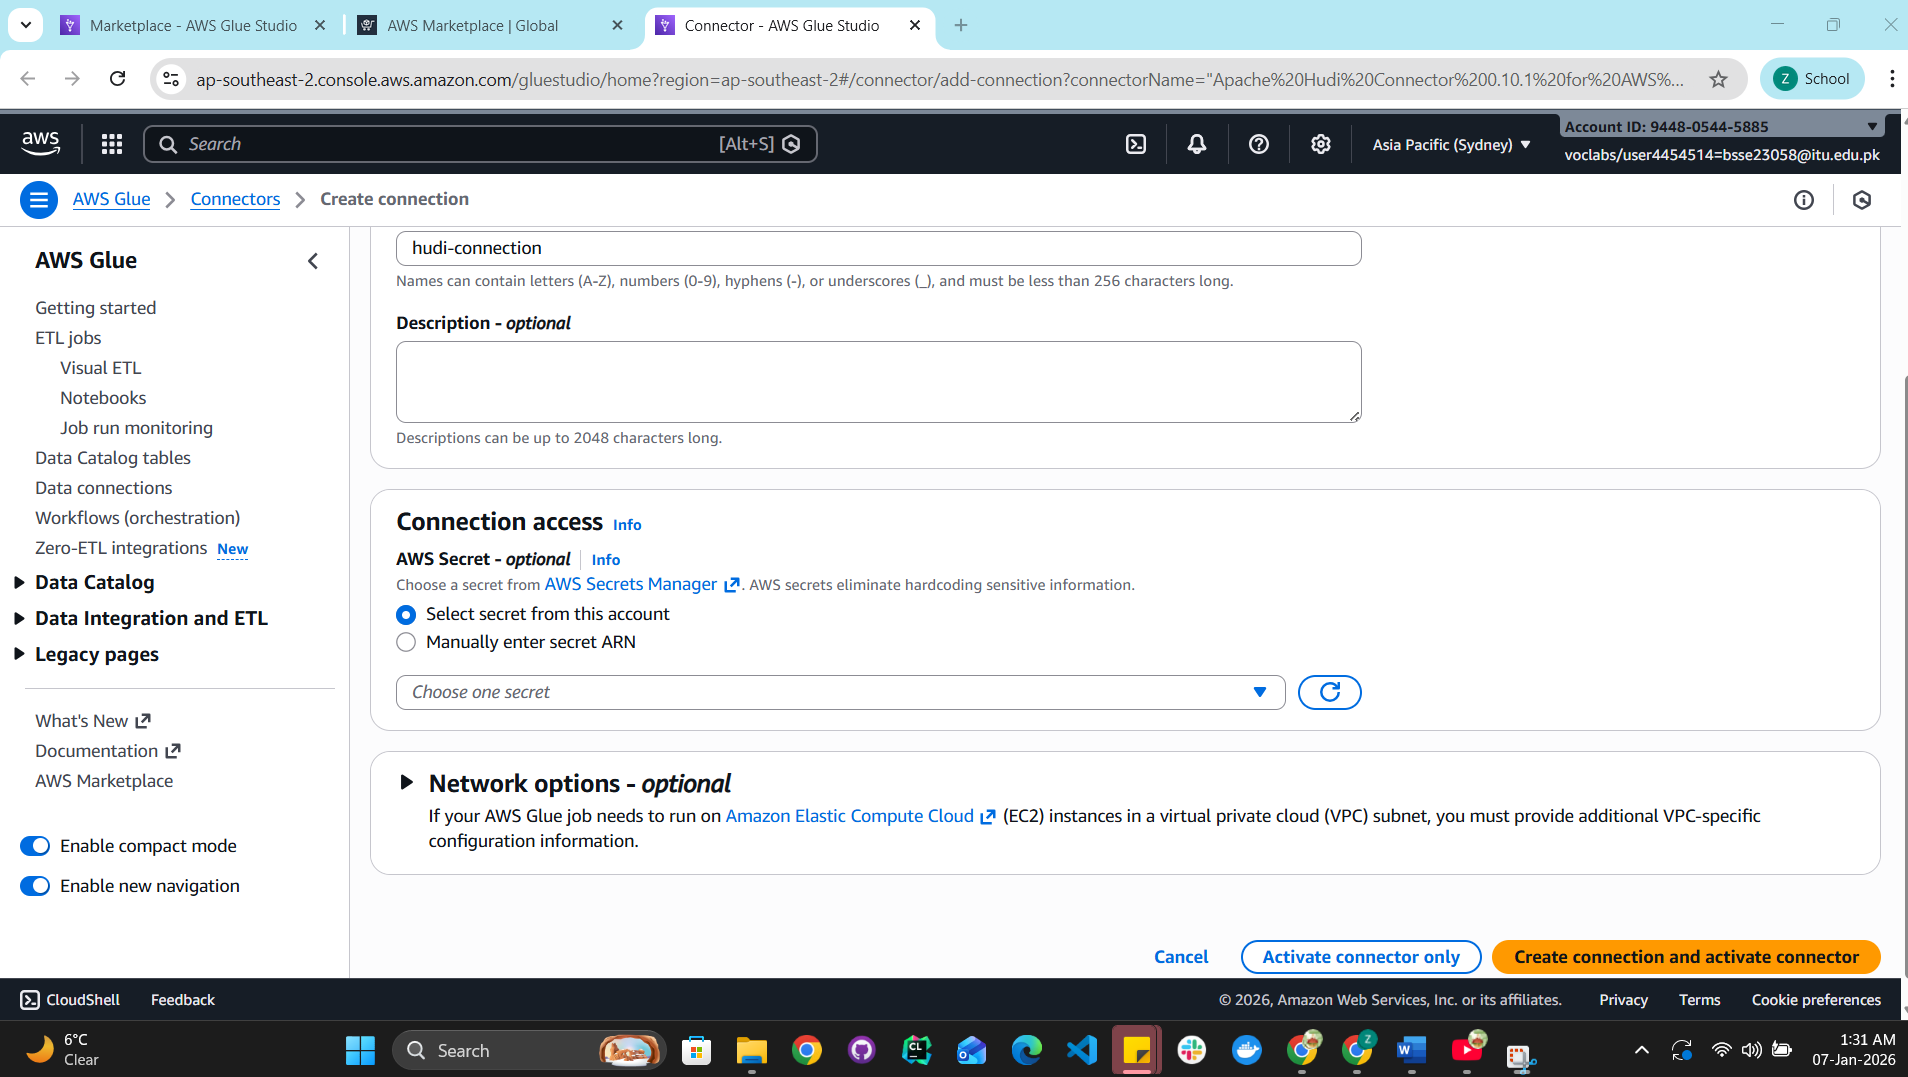 Marketplace - AWS Glue Studio
AWS Marketplace | Global
Connector - AWS Glue Studio
ap-southeast-2.console.aws.amazon.com/gluestudio/home?region=ap-southeast-2#/connector/add-connection?connectorName="Apache%20Hudi%20Connector%200.10.1%20for%20AWS%...
Z School
aws
Search [Alt+S]
Asia Pacific (Sydney)
Account ID: 9448-0544-5885
voclabs/user4454514=bsse23058@itu.edu.pk
AWS Glue
Connectors
Create connection
AWS Glue
Getting started
ETL jobs
Visual ETL
Notebooks
Job run monitoring
Data Catalog tables
Data connections
Workflows (orchestration)
Zero-ETL integrations New
Data Catalog
Data Integration and ETL
Legacy pages
What's New
Documentation
AWS Marketplace
Enable compact mode
Enable new navigation
hudi-connection
Names can contain letters (A-Z), numbers (0-9), hyphens (-), or underscores (_), and must be less than 256 characters long.
Description - optional
Descriptions can be up to 2048 characters long.
Connection access Info
AWS Secret - optional Info
Choose a secret from AWS Secrets Manager. AWS secrets eliminate hardcoding sensitive information.
Select secret from this account
Manually enter secret ARN
Choose one secret
Network options - optional
If your AWS Glue job needs to run on Amazon Elastic Compute Cloud (EC2) instances in a virtual private cloud (VPC) subnet, you must provide additional VPC-specific
configuration information.
Cancel
Activate connector only
Create connection and activate connector
CloudShell
Feedback
© 2026, Amazon Web Services, Inc. or its affiliates.
Privacy
Terms
Cookie preferences
6°C
Clear
Search
1:31 AM
07-Jan-2026